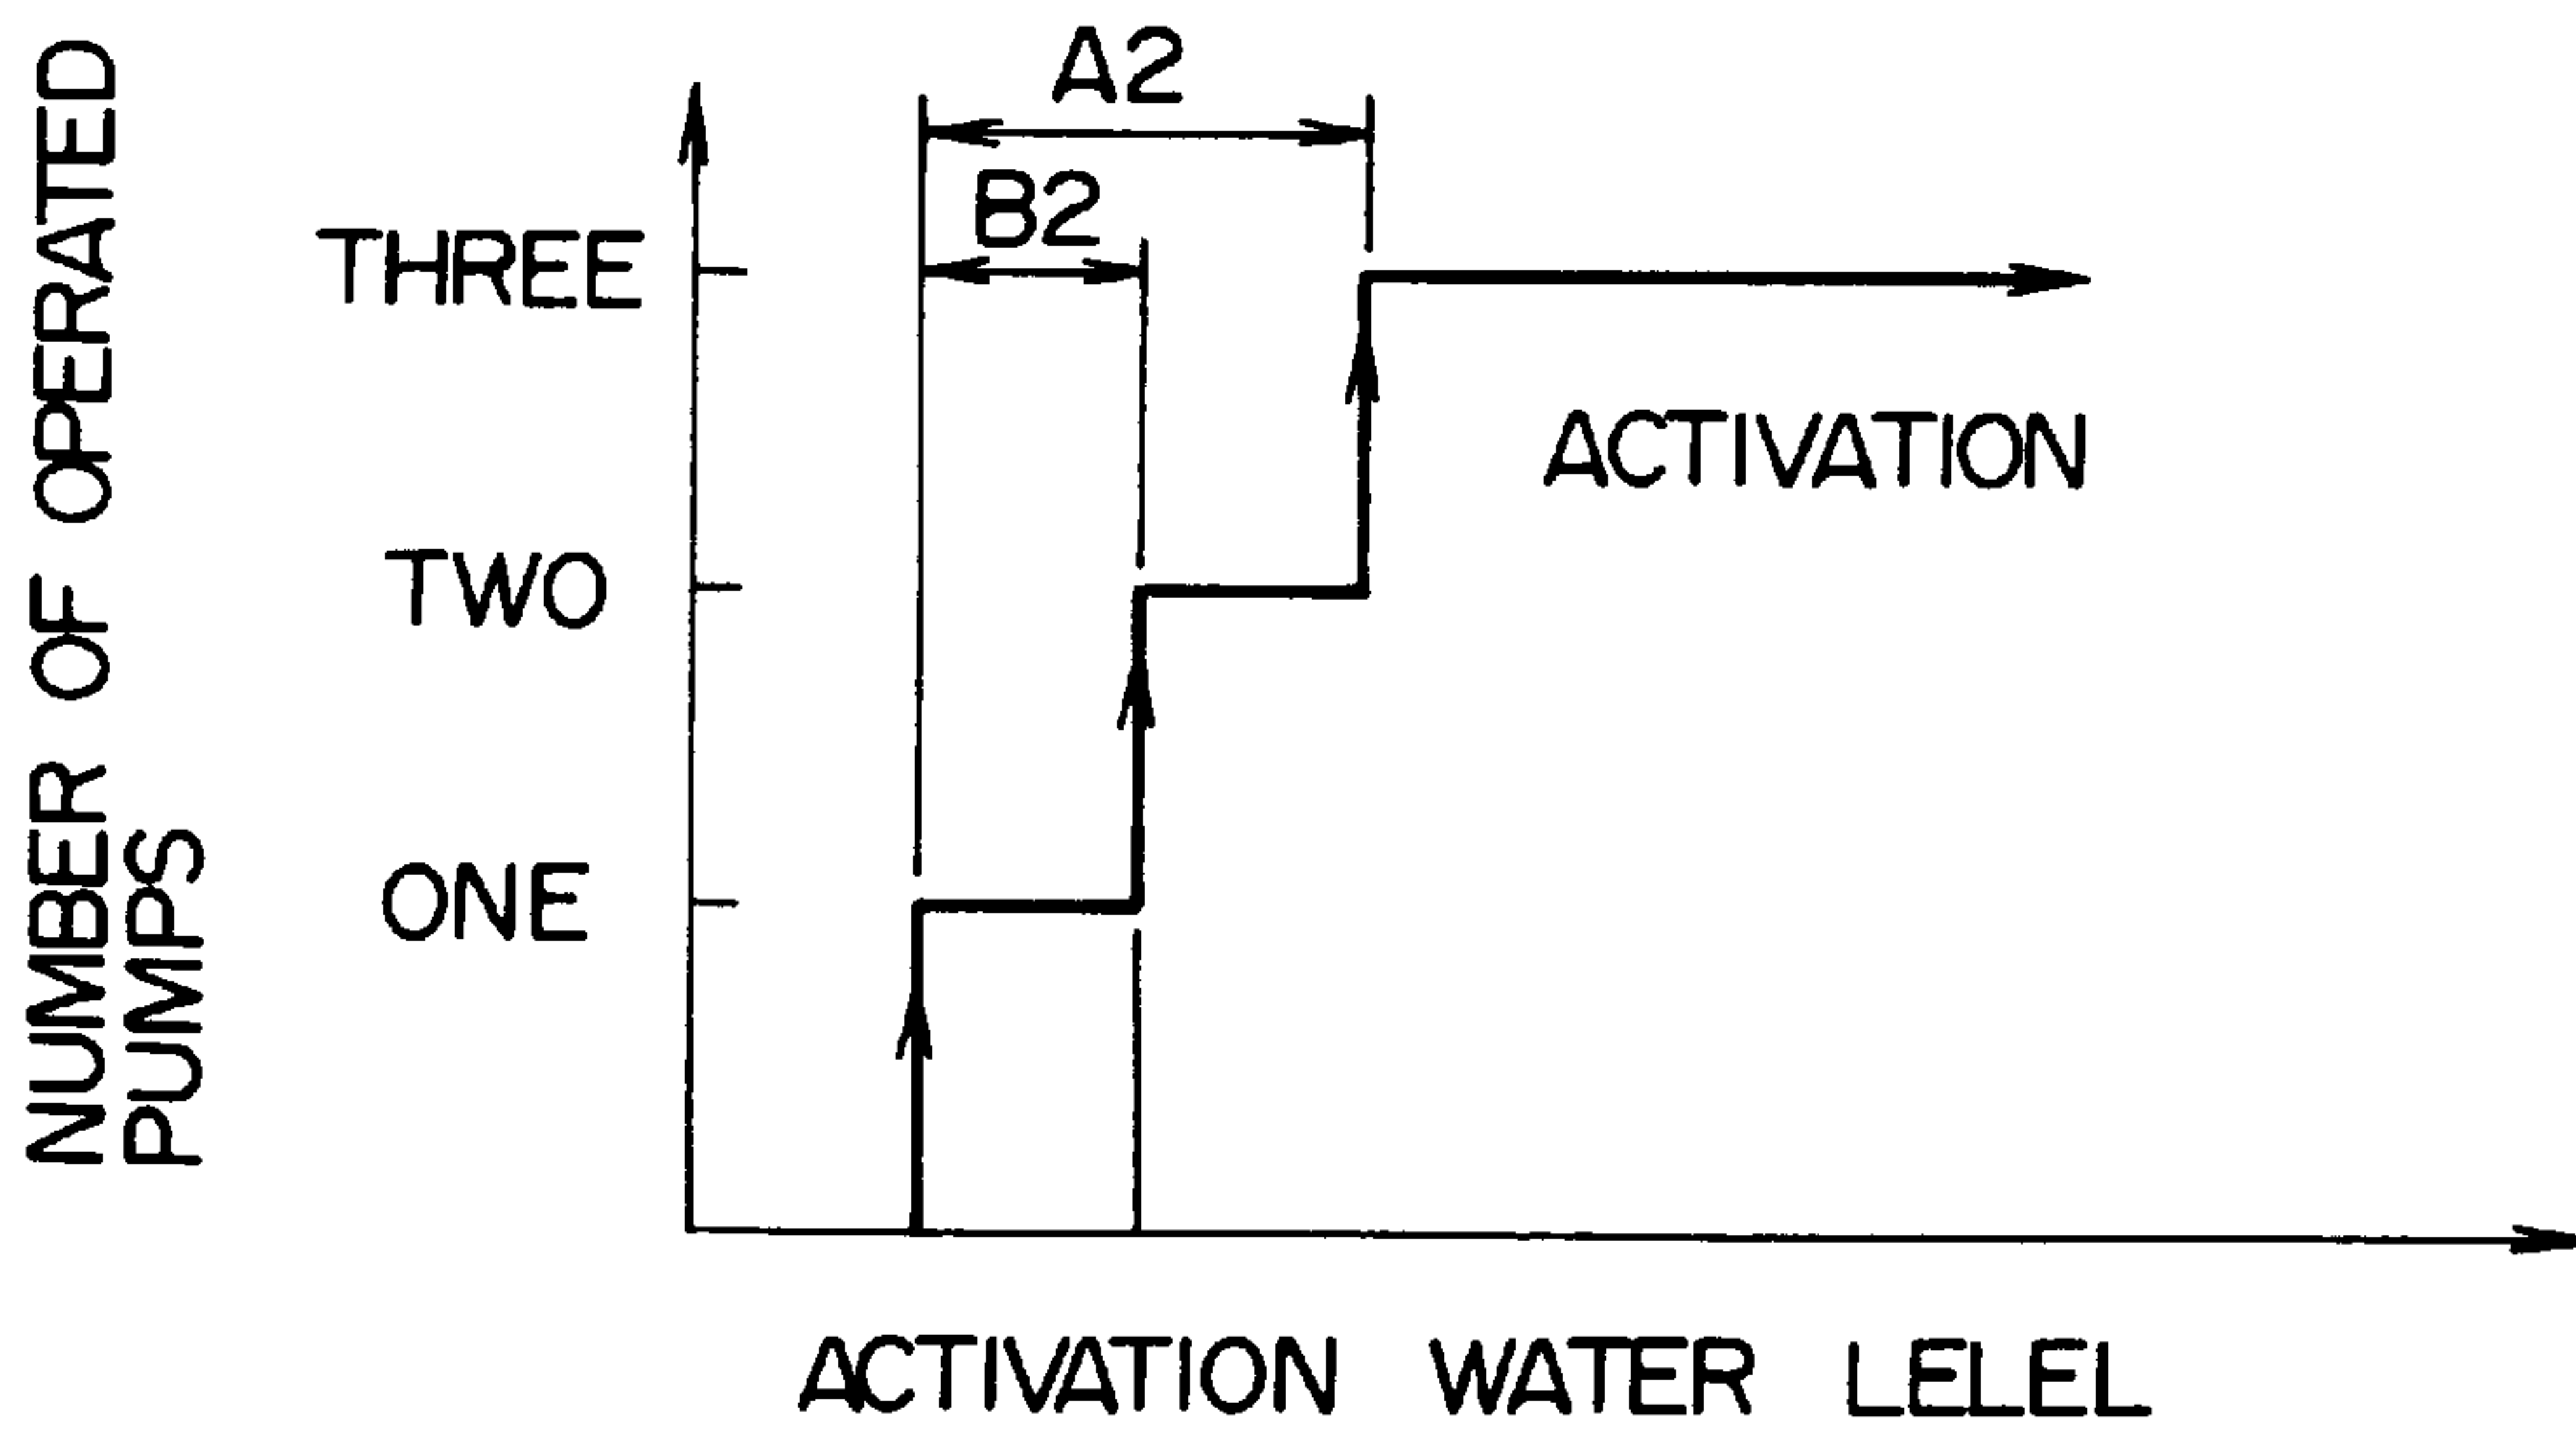 NUMBER OF OPERATED
PUMPS
A2
B2
THREE
TWO
ONE
ACTIVATION
ACTIVATION WATER LELEL